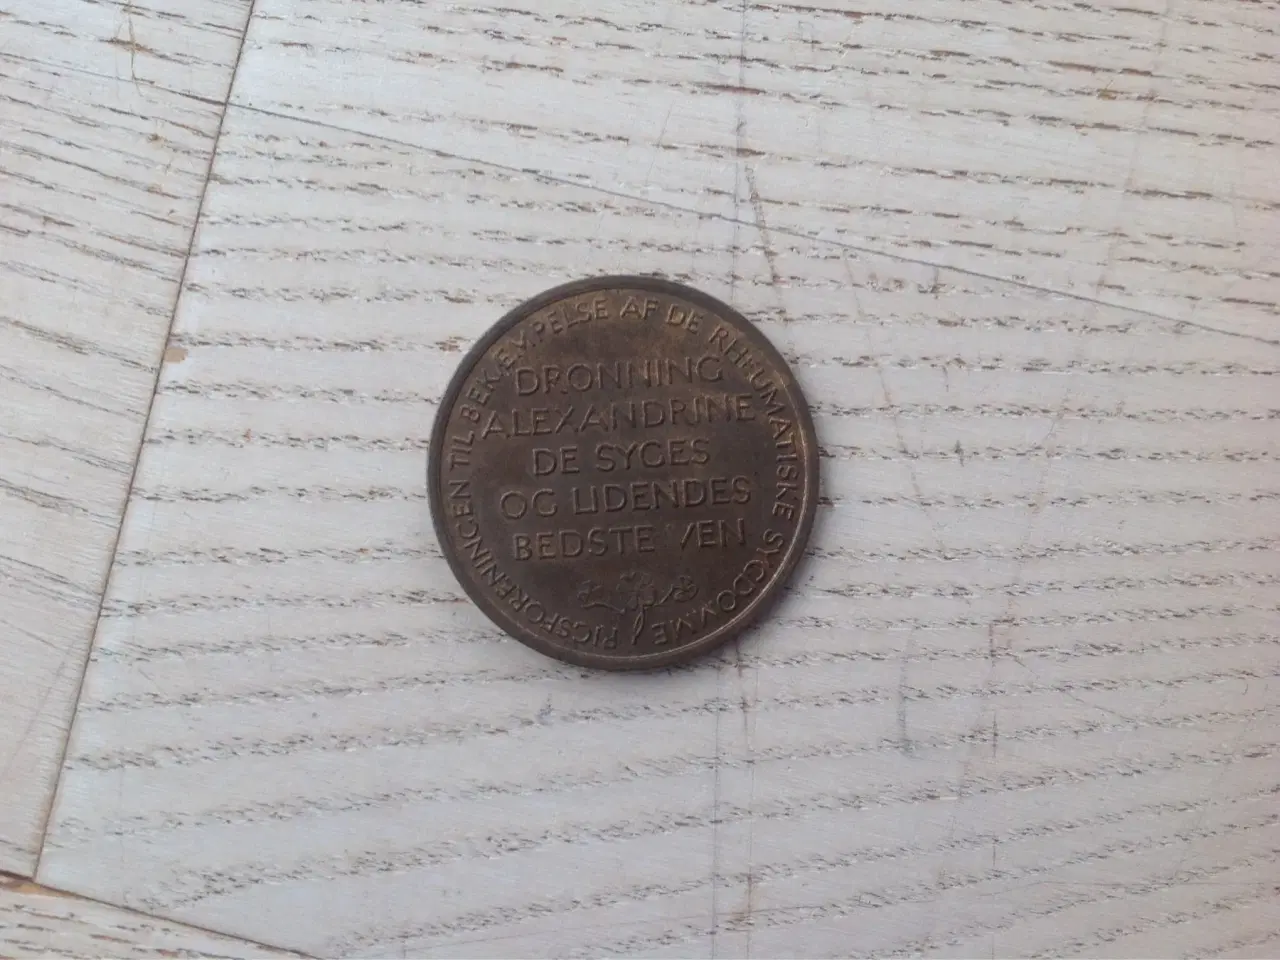 RIGSFORENINGEN TIL BEKÆMPELSE AF DE RHEUMATISKE SYGDOMME
DRONNING
ALEXANDRINE
DE SYGES
OG LIDENDES
BEDSTE VEN